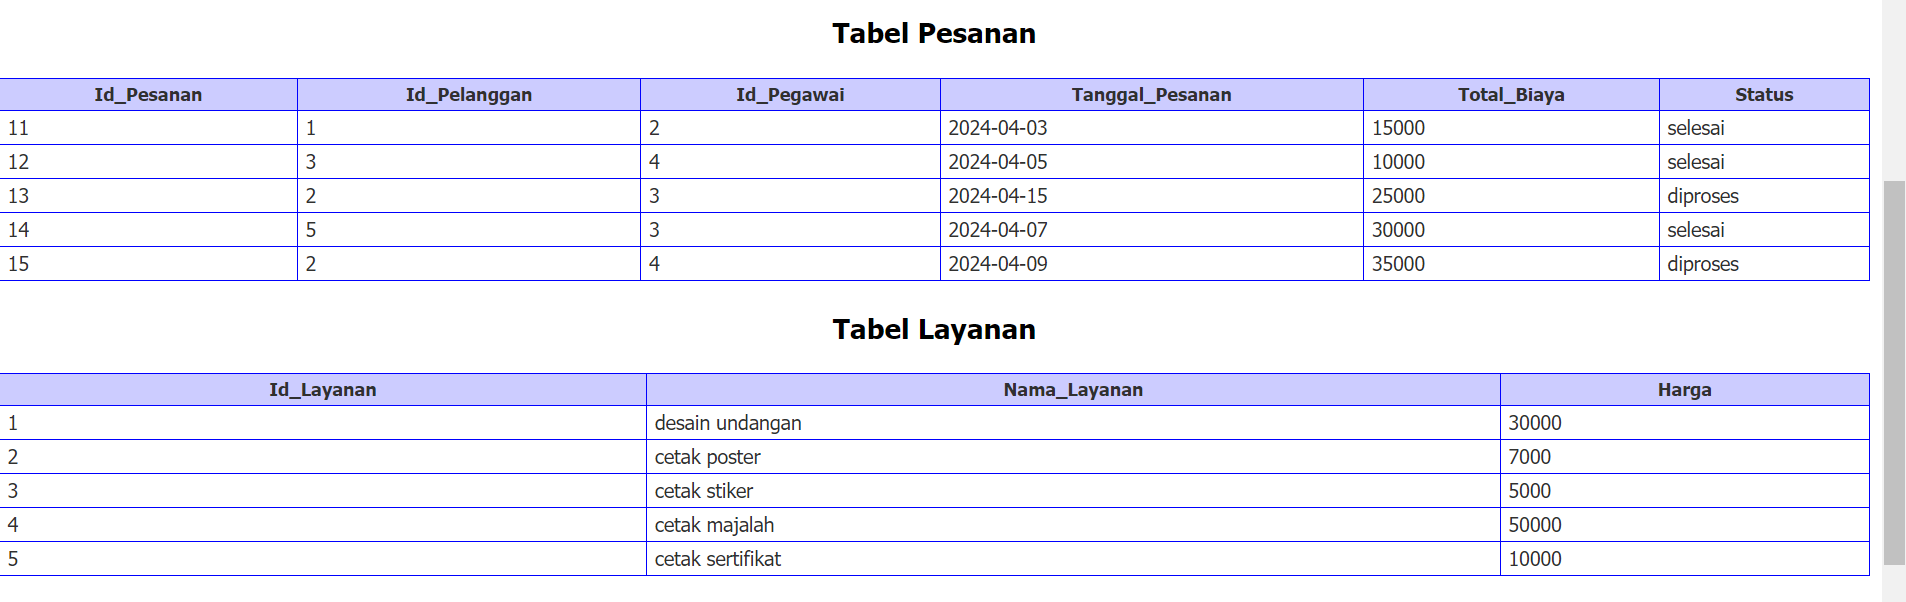 Tabel Pesanan
Id_Pesanan Id_Pelanggan Id_Pegawai Tanggal_Pesanan Total_Biaya Status
11 1 2 2024-04-03 15000 selesai
12 3 4 2024-04-05 10000 selesai
13 2 3 2024-04-15 25000 diproses
14 5 3 2024-04-07 30000 selesai
15 2 4 2024-04-09 35000 diproses
Tabel Layanan
Id_Layanan Nama_Layanan Harga
1 desain undangan 30000
2 cetak poster 7000
3 cetak stiker 5000
4 cetak majalah 50000
5 cetak sertifikat 10000